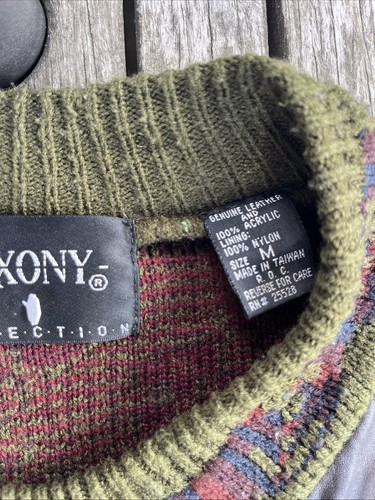 XONY®
ECTION
GENUINE LEATHER
AND
ACRYLIC
100% ACRYLIC
LINING:
100% NYLON
SIZE M
MADE IN TAIWAN
R. O. C.
REVERSE FOR CARE
RN# 25528